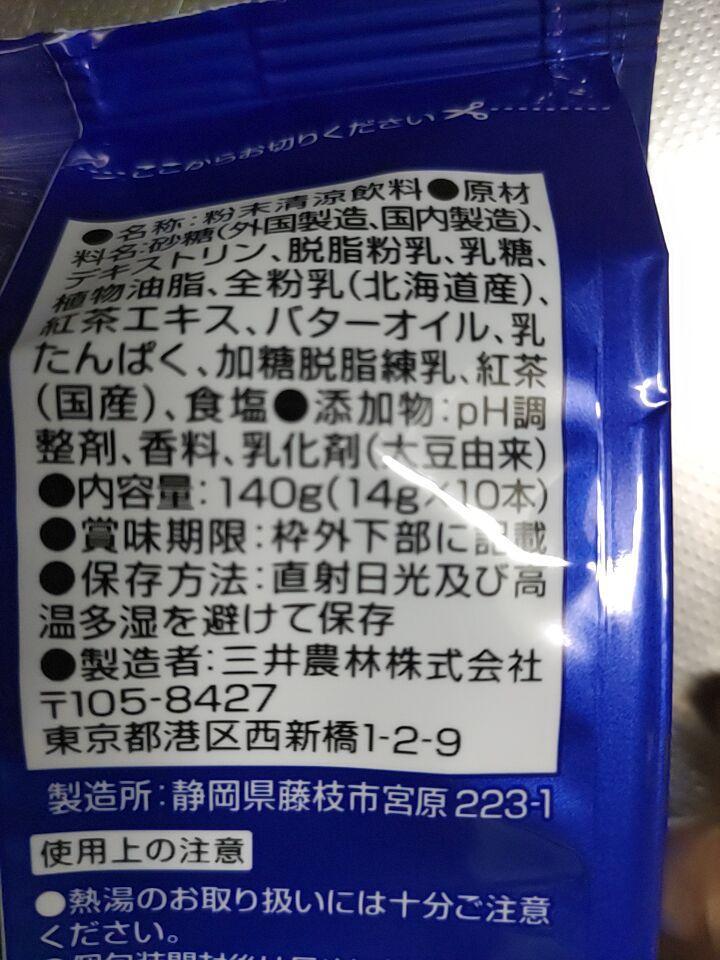 ここからお切りください
●名称:粉末清涼飲料●原材
料名:砂糖(外国製造、国内製造)、
デキストリン、脱脂粉乳、乳糖、
植物油脂、全粉乳(北海道産)、
紅茶エキス、バターオイル、乳
たんぱく、加糖脱脂練乳、紅茶
(国産)、食塩●添加物:pH調
整剤、香料、乳化剤(大豆由来)
●内容量:140g(14g×10本)
●賞味期限:枠外下部に記載
●保存方法:直射日光及び高
温多湿を避けて保存
●製造者:三井農林株式会社
〒105-8427
東京都港区西新橋1-2-9
製造所:静岡県藤枝市宮原223-1
使用上の注意
●熱湯のお取り扱いには十分ご注意
ください。